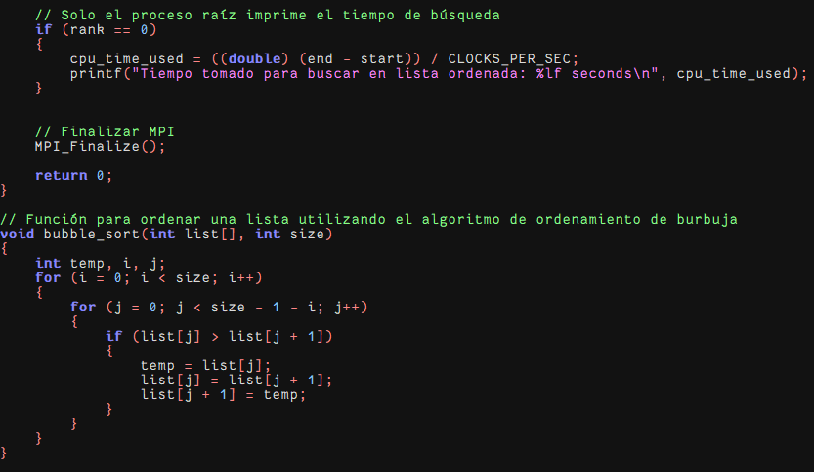 // Solo el proceso raíz imprime el tiempo de búsqueda
if (rank == 0)
{
cpu_time_used = ((double) (end - start)) / CLOCKS_PER_SEC;
printf("Tiempo tomado para buscar en lista ordenada: %lf seconds\n", cpu_time_used);
}
// Finalizar MPI
MPI_Finalize();
return 0;
}
// Función para ordenar una lista utilizando el algoritmo de ordenamiento de burbuja
void bubble_sort(int list[], int size)
{
int temp, i, j;
for (i = 0; i < size; i++)
{
for (j = 0; j < size - 1 - i; j++)
{
if (list[j] > list[j + 1])
{
temp = list[j];
list[j] = list[j + 1];
list[j + 1] = temp;
}
}
}
}